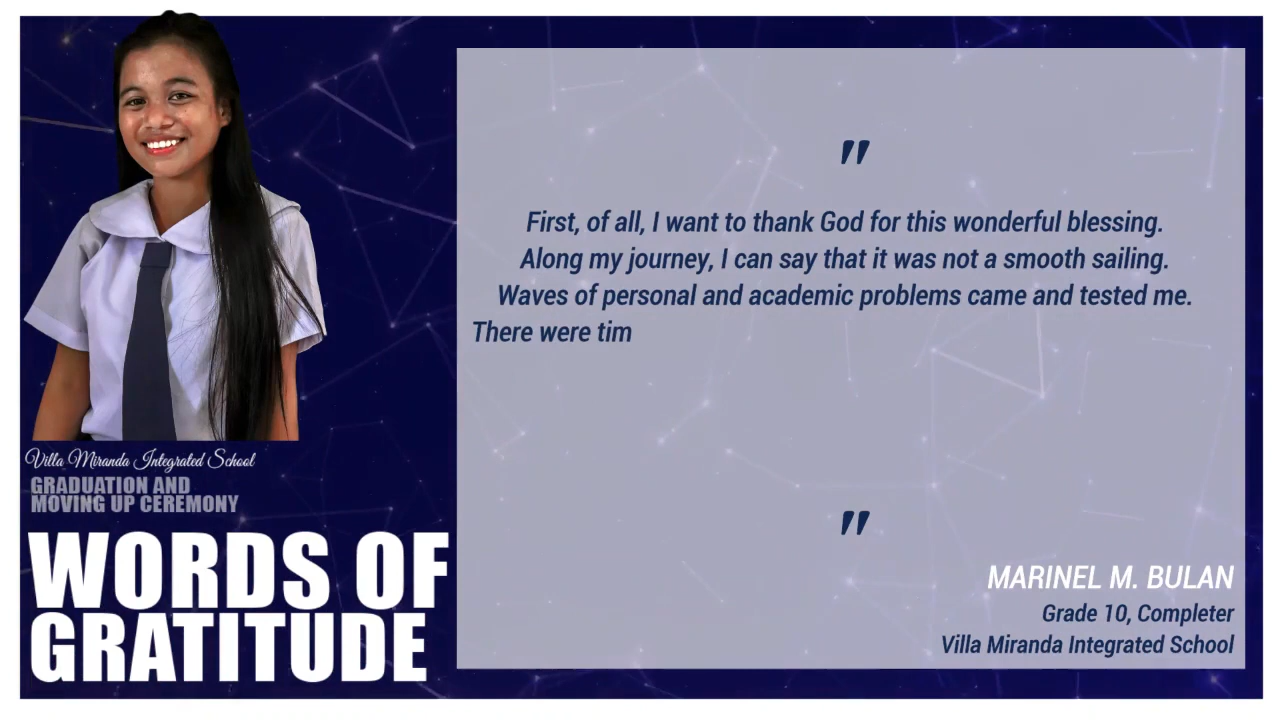 Villa Miranda Integrated School
GRADUATION AND
MOVING UP CEREMONY
WORDS OF
GRATITUDE
"
First, of all, I want to thank God for this wonderful blessing.
Along my journey, I can say that it was not a smooth sailing.
Waves of personal and academic problems came and tested me.
There were tim
"
MARINEL M. BULAN
Grade 10, Completer
Villa Miranda Integrated School